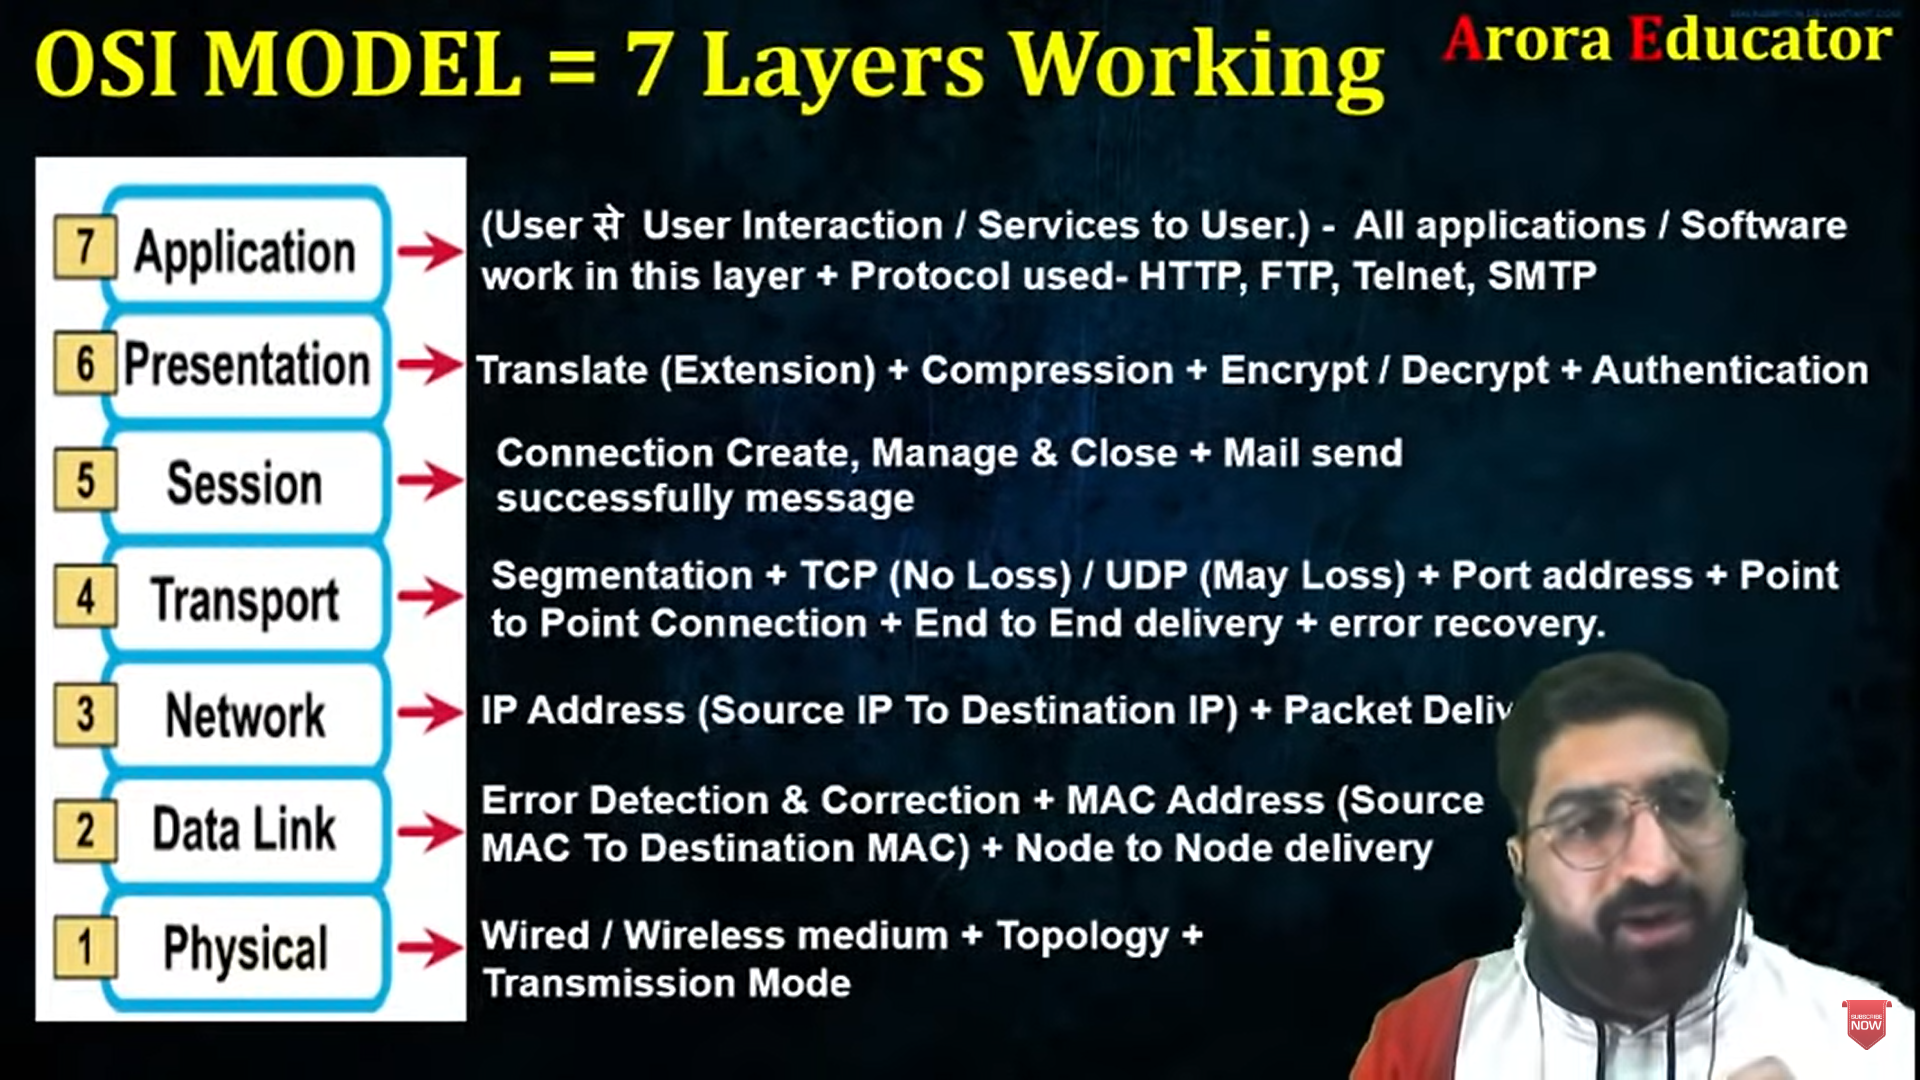 OSI MODEL = 7 Layers Working
Arora Educator
7 Application
(User से User Interaction / Services to User.) - All applications / Software
work in this layer + Protocol used- HTTP, FTP, Telnet, SMTP
6 Presentation
Translate (Extension) + Compression + Encrypt / Decrypt + Authentication
5 Session
Connection Create, Manage & Close + Mail send
successfully message
4 Transport
Segmentation + TCP (No Loss) / UDP (May Loss) + Port address + Point
to Point Connection + End to End delivery + error recovery.
3 Network
IP Address (Source IP To Destination IP) + Packet Deliv
2 Data Link
Error Detection & Correction + MAC Address (Source
MAC To Destination MAC) + Node to Node delivery
1 Physical
Wired / Wireless medium + Topology +
Transmission Mode
SUBSCRIBE
NOW